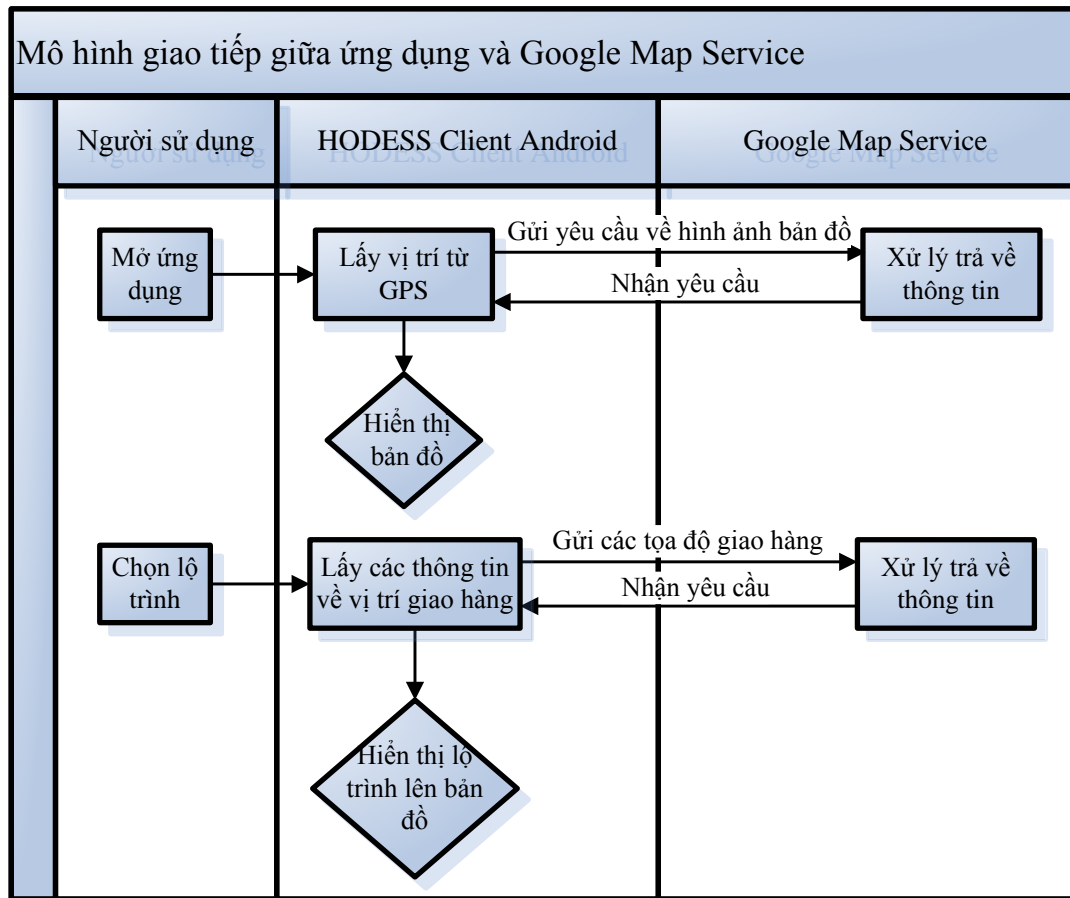 Mô hình giao tiếp giữa ứng dụng và Google Map Service
Người sử dụng
HODESS Client Android
Google Map Service
Mở ứng
dụng
Lấy vị trí từ
GPS
Gửi yêu cầu về hình ảnh bản đồ
Nhận yêu cầu
Xử lý trả về
thông tin
Hiển thị
bản đồ
Chọn lộ
trình
Lấy các thông tin
về vị trí giao hàng
Gửi các tọa độ giao hàng
Nhận yêu cầu
Xử lý trả về
thông tin
Hiển thị lộ
trình lên bản
đồ